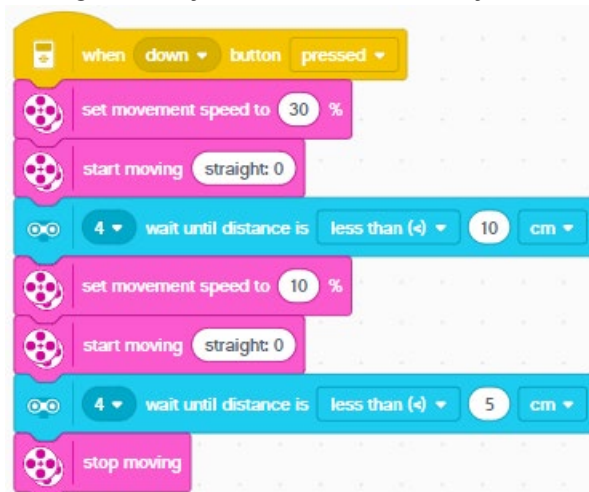 when down button pressed
set movement speed to 30 %
start moving straight: 0
4 wait until distance is less than (<) 10 cm
set movement speed to 10 %
start moving straight: 0
4 wait until distance is less than (<) 5 cm
stop moving